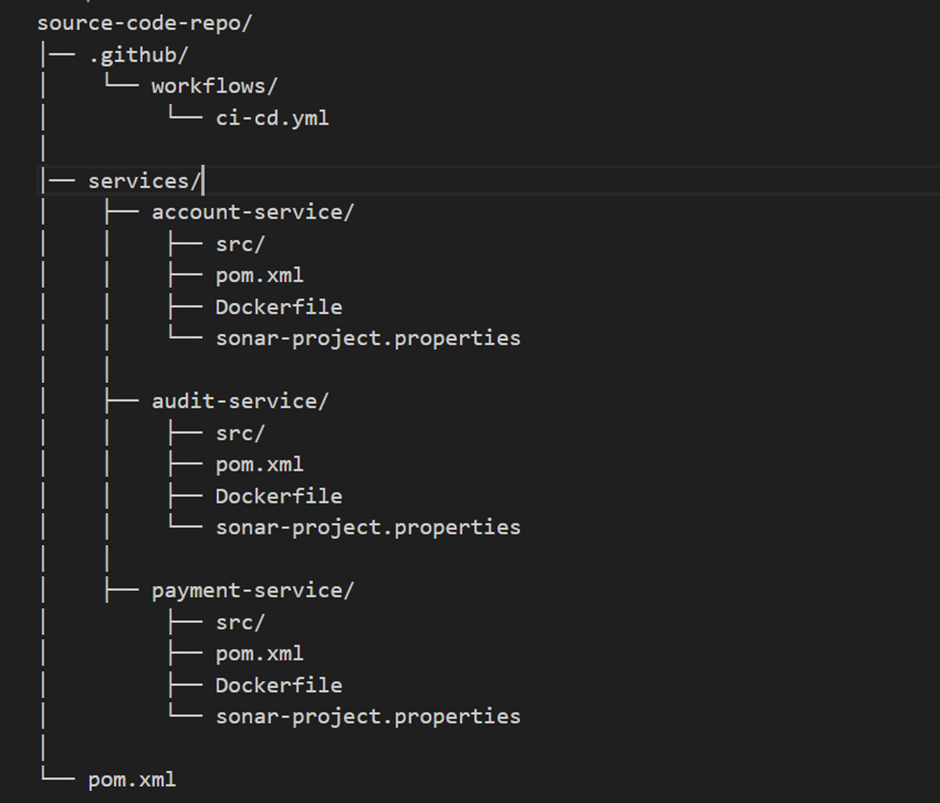 source-code-repo/
│── .github/
│   └── workflows/
│       └── ci-cd.yml
│
│── services/
│   ├── account-service/
│   │   ├── src/
│   │   ├── pom.xml
│   │   ├── Dockerfile
│   │   └── sonar-project.properties
│   │
│   ├── audit-service/
│   │   ├── src/
│   │   ├── pom.xml
│   │   ├── Dockerfile
│   │   └── sonar-project.properties
│   │
│   ├── payment-service/
│       ├── src/
│       ├── pom.xml
│       ├── Dockerfile
│       └── sonar-project.properties
│
└── pom.xml